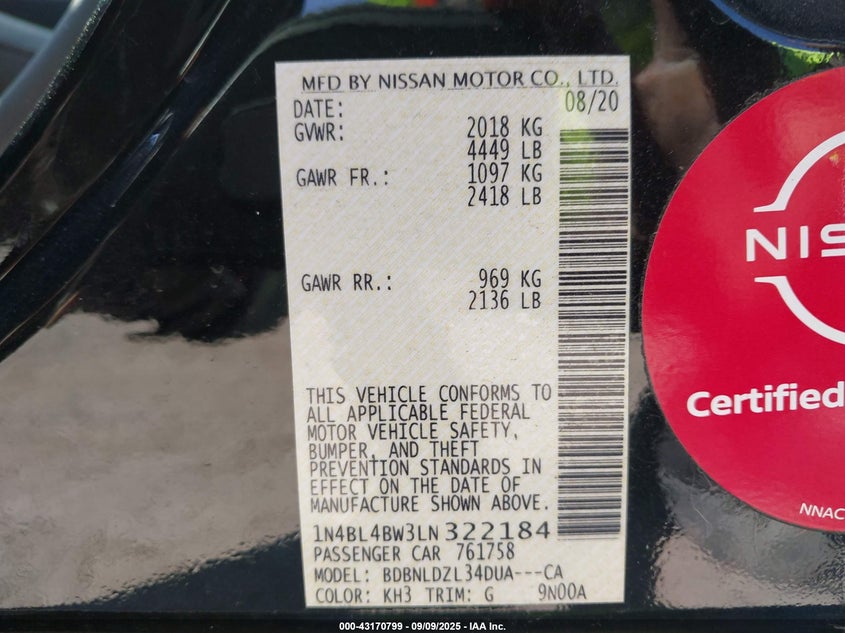 MFD BY NISSAN MOTOR CO., LTD.
DATE: 08/20
GVWR: 2018 KG
4449 LB
GAWR FR.: 1097 KG
2418 LB
GAWR RR.: 969 KG
2136 LB
THIS VEHICLE CONFORMS TO
ALL APPLICABLE FEDERAL
MOTOR VEHICLE SAFETY,
BUMPER, AND THEFT
PREVENTION STANDARDS IN
EFFECT ON THE DATE OF
MANUFACTURE SHOWN ABOVE.
1N4BL4BW3LN322184
PASSENGER CAR 761758
MODEL: BDBNLDZL34DUA---CA
COLOR: KH3 TRIM: G 9N00A
NIS
Certified
NNAC
000-43170799 - 09/09/2025 - IAA Inc.